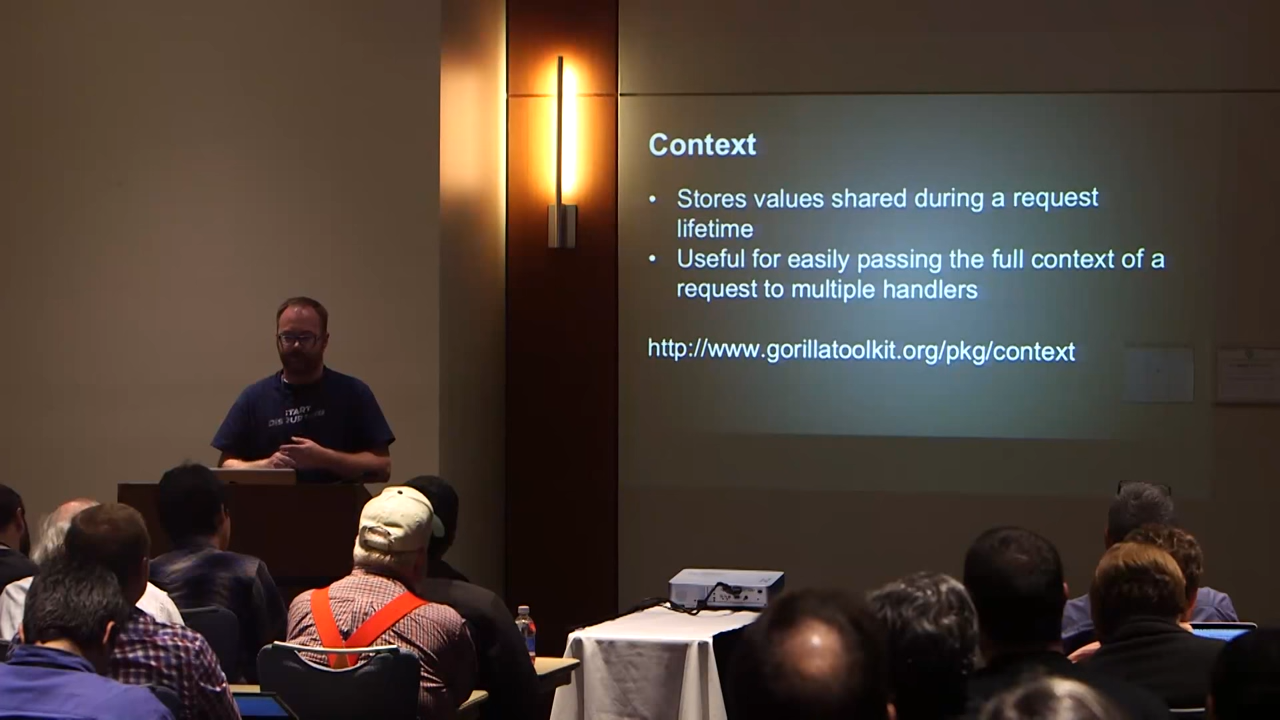 Context
• Stores values shared during a request
lifetime
• Useful for easily passing the full context of a
request to multiple handlers
http://www.gorillatoolkit.org/pkg/context
START